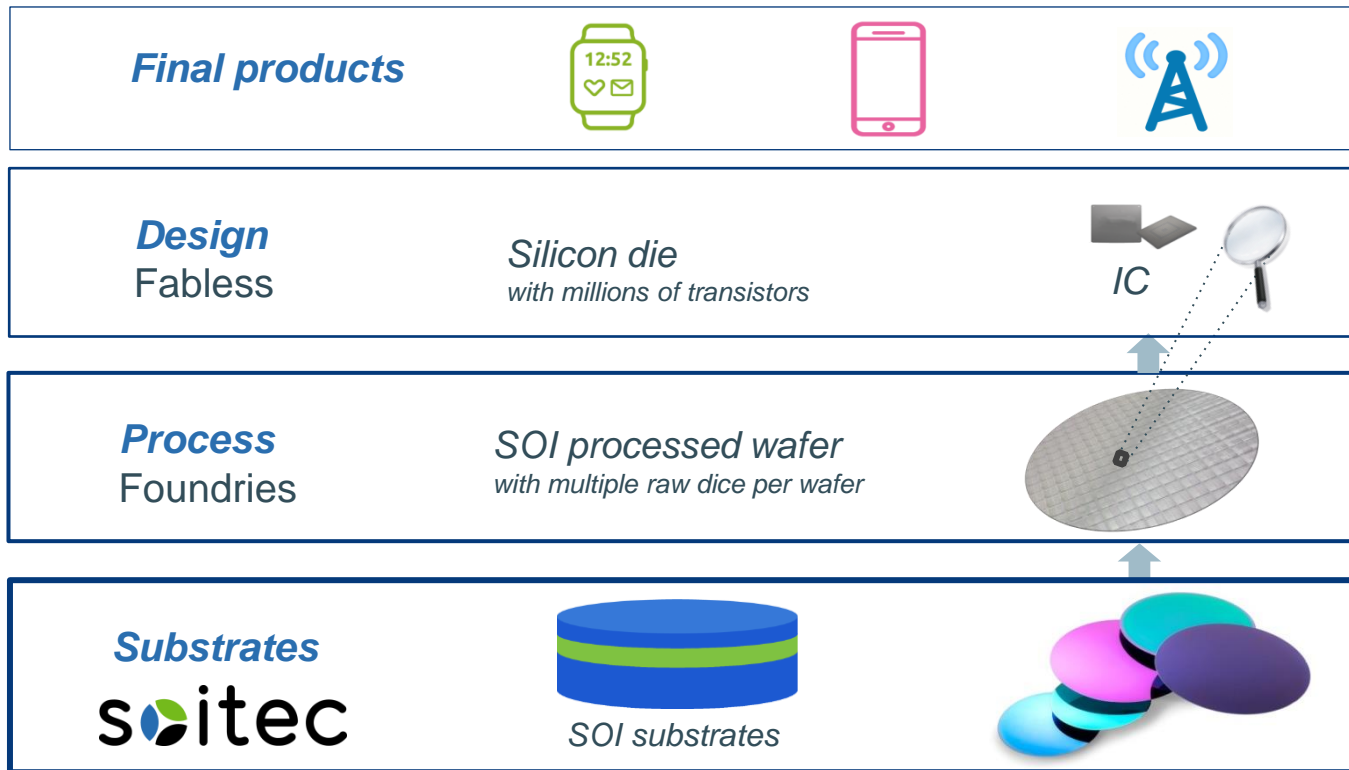 Final products
12:52
Design
Fabless
Silicon die
with millions of transistors
IC
Process
Foundries
SOI processed wafer
with multiple raw dice per wafer
Substrates
soitec
SOI substrates